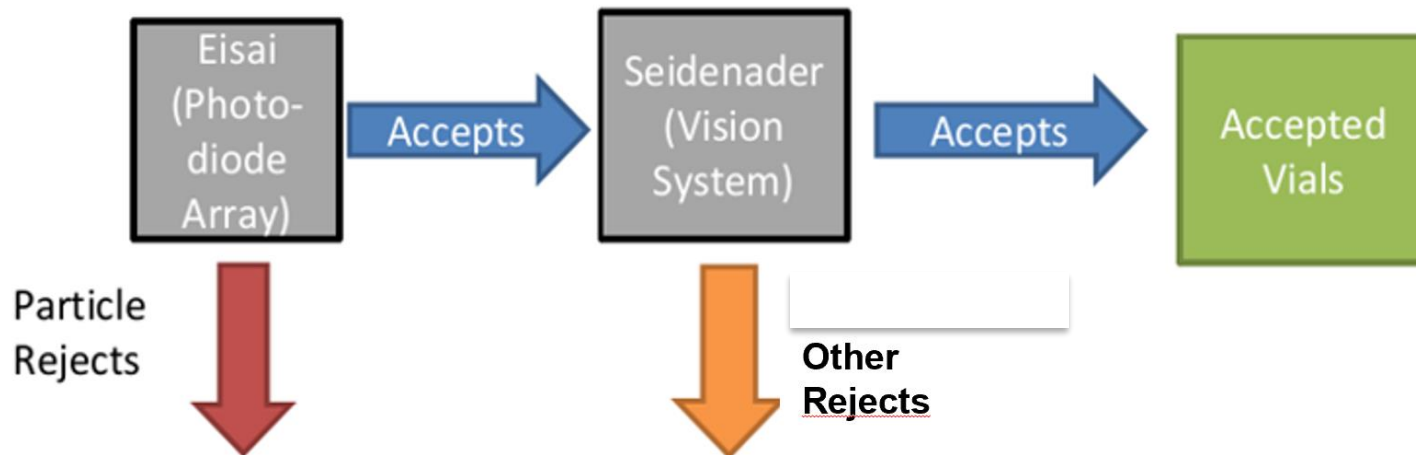 Eisai
(Photo-
diode
Array)
Accepts
Seidenader
(Vision
System)
Accepts
Accepted
Vials
Particle
Rejects
Other
Rejects